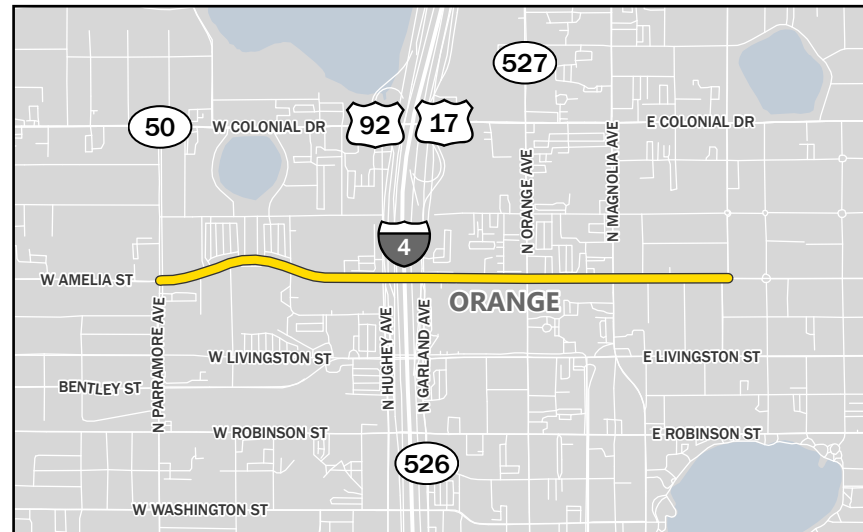 527
50
W COLONIAL DR
92
17
E COLONIAL DR
N ORANGE AVE
N MAGNOLIA AVE
4
W AMELIA ST
ORANGE
N PARRAMORE AVE
N HUGHEY AVE
N GARLAND AVE
W LIVINGSTON ST
E LIVINGSTON ST
BENTLEY ST
W ROBINSON ST
E ROBINSON ST
526
W WASHINGTON ST